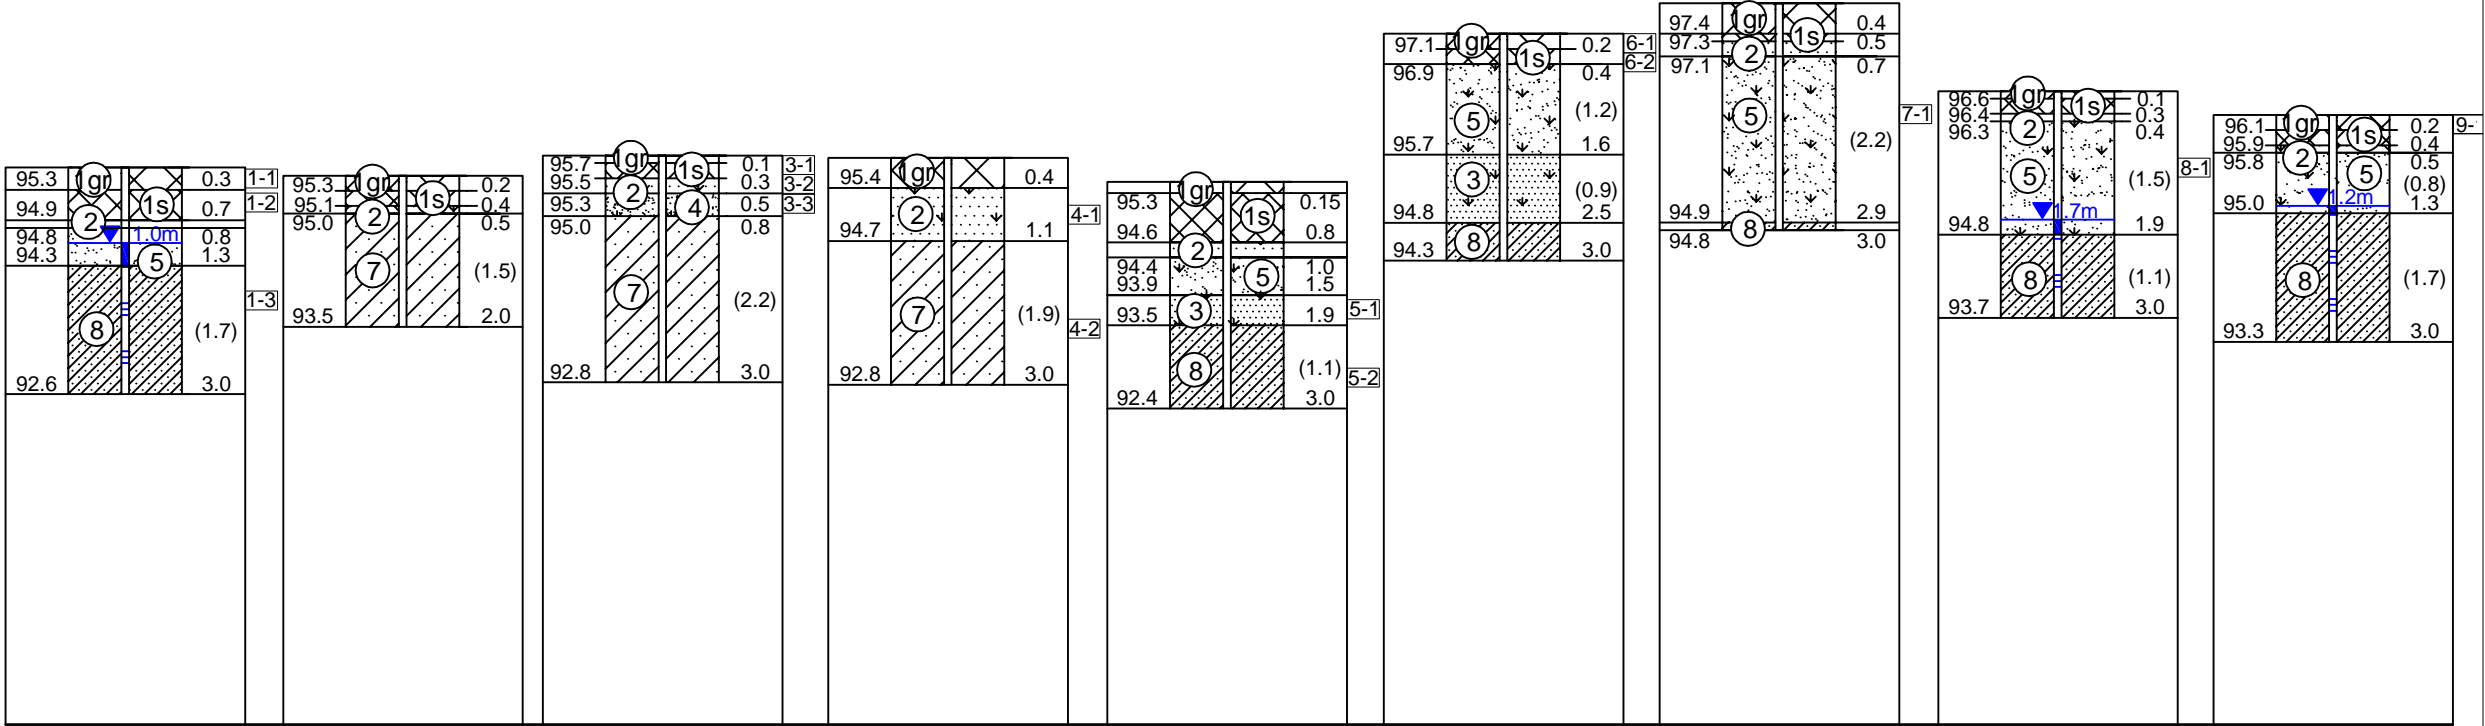 95.3 1gr 0.3 1-1
94.9 2 1s 0.7 1-2
94.8 1.0m 0.8
94.3 5 1.3
1-3
8 (1.7)
92.6 3.0
95.3 1gr 0.2
95.1 1s 0.4
95.0 2 0.5
7 (1.5)
93.5 2.0
95.7 1gr 1s 0.1 3-1
95.5 2 0.3 3-2
95.3 4 0.5 3-3
95.0 0.8
7 (2.2)
92.8 3.0
95.4 1gr 0.4
2 4-1
94.7 1.1
7 (1.9) 4-2
92.8 3.0
1gr
95.3 1s 0.15
94.6 0.8
2
94.4 5 1.0
93.9 1.5
93.5 3 1.9 5-1
8 (1.1) 5-2
92.4 3.0
97.1 1gr 1s 0.2 6-1
96.9 0.4 6-2
5 (1.2)
95.7 1.6
3 (0.9)
94.8 2.5
94.3 8 3.0
97.4 1gr 0.4
97.3 1s 0.5
97.1 2 0.7
5 7-1
(2.2)
94.9 2.9
8
94.8 3.0
96.6 1gr 1s 0.1
96.4 0.3
96.3 2 0.4
5 (1.5) 8-1
1.7m
94.8 1.9
8 (1.1)
93.7 3.0
96.1 1gr 1s 0.2 9-
95.9 0.4
95.8 2 5 0.5
(0.8)
95.0 1.2m 1.3
8 (1.7)
93.3 3.0